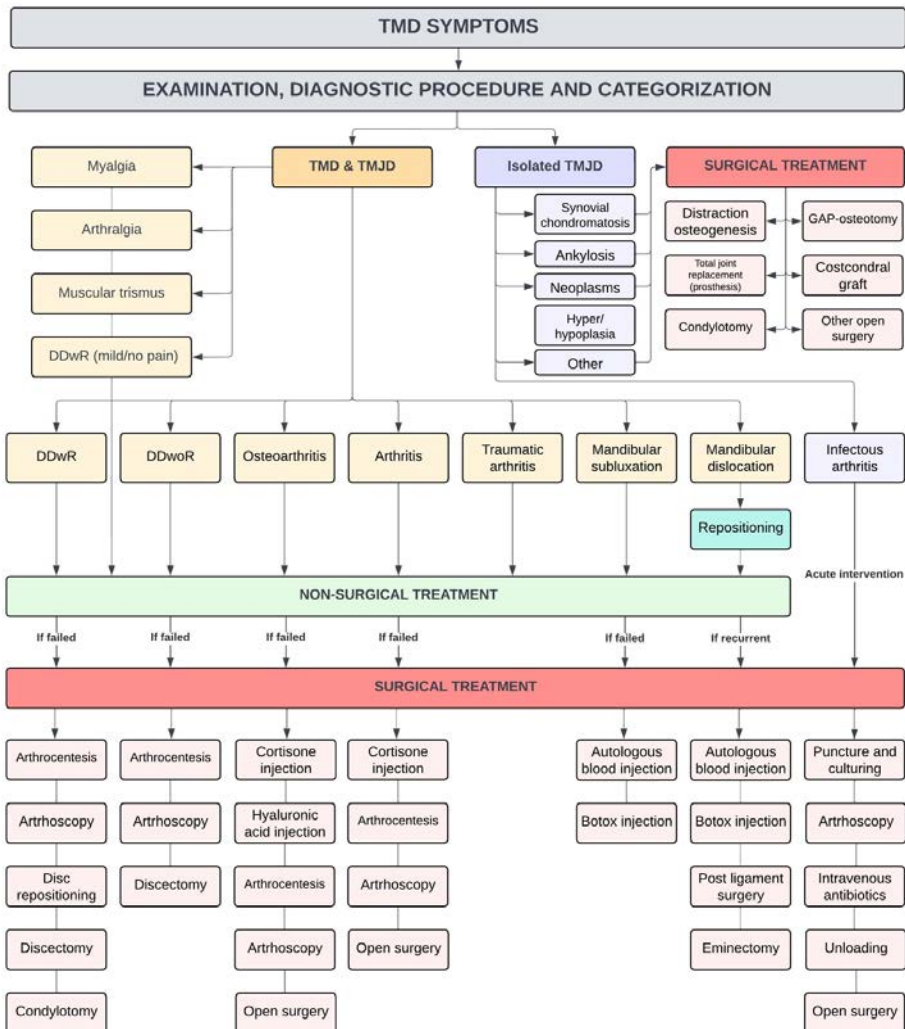 TMD SYMPTOMS
EXAMINATION, DIAGNOSTIC PROCEDURE AND CATEGORIZATION
Myalgia
Arthralgia
Muscular trismus
DDwR (mild/no pain)
TMD & TMJD
Isolated TMJD
Synovial
chondromatosis
Ankylosis
Neoplasms
Hyper/
hypoplasia
Other
SURGICAL TREATMENT
Distraction
osteogenesis
GAP-osteotomy
Total joint
replacement
(prosthesis)
Costcondral
graft
Condylotomy
Other open
surgery
DDwR
DDwoR
Osteoarthritis
Arthritis
Traumatic
arthritis
Mandibular
subluxation
Mandibular
dislocation
Infectous
arthritis
Repositioning
Acute intervention
NON-SURGICAL TREATMENT
If failed
If failed
If failed
If failed
If failed
If recurrent
SURGICAL TREATMENT
Arthrocentesis
Artrhoscopy
Disc
repositioning
Discectomy
Condylotomy
Arthrocentesis
Artrhoscopy
Discectomy
Cortisone
injection
Hyaluronic
acid injection
Arthrocentesis
Artrhoscopy
Open surgery
Cortisone
injection
Arthrocentesis
Artrhoscopy
Open surgery
Autologous
blood injection
Botox injection
Autologous
blood injection
Botox injection
Post ligament
surgery
Eminectomy
Puncture and
culturing
Artrhoscopy
Intravenous
antibiotics
Unloading
Open surgery